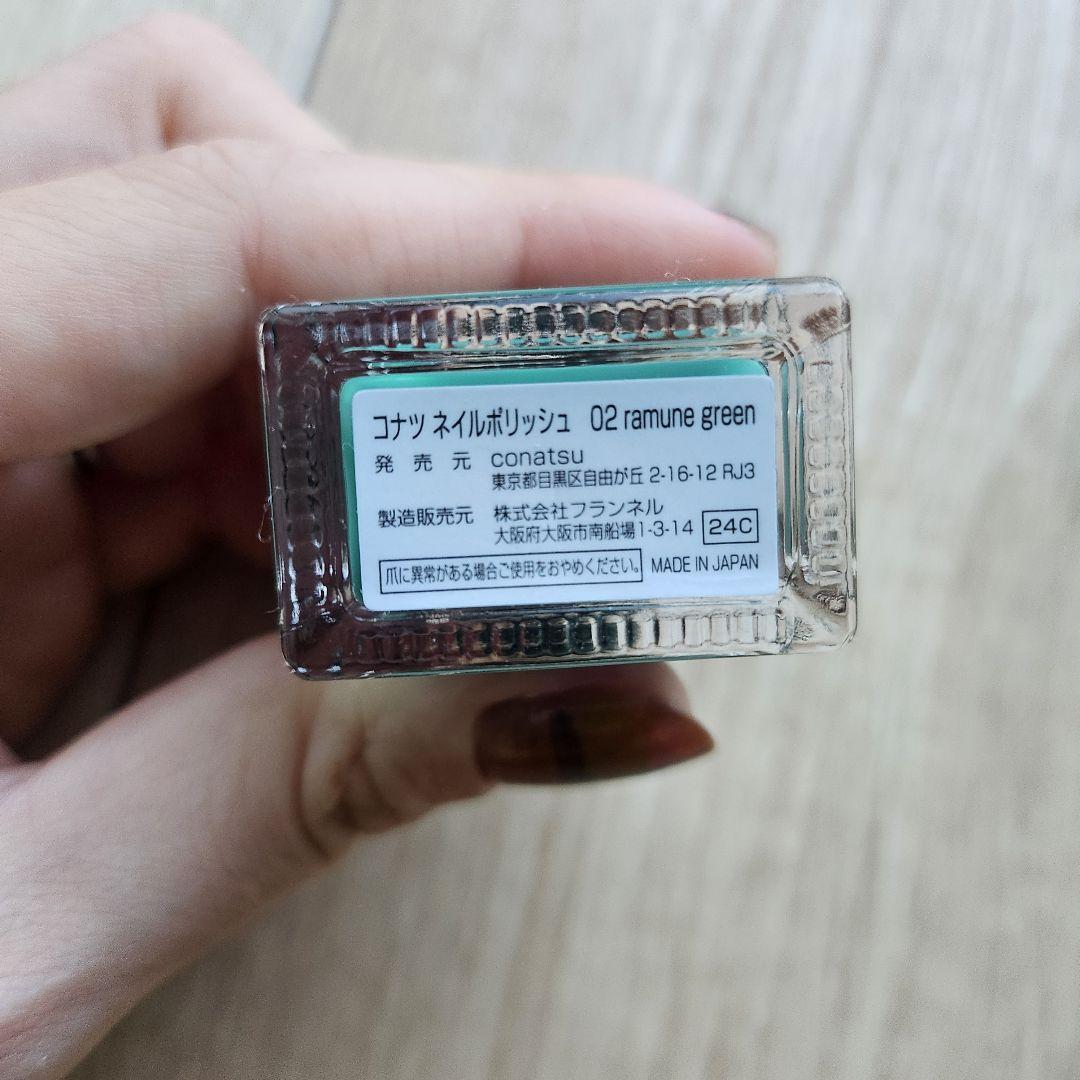 コナツ ネイルポリッシュ 02 ramune green
発売元 conatsu
東京都目黒区自由が丘 2-16-12 RJ3
製造販売元 株式会社フランネル
大阪府大阪市南船場1-3-14 24C
爪に異常がある場合ご使用をおやめください。 MADE IN JAPAN